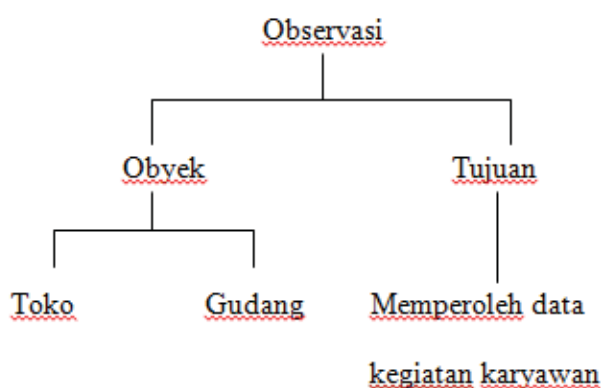 Observasi
Obyek
Tujuan
Toko
Gudang
Memperoleh data
kegiatan karyawan